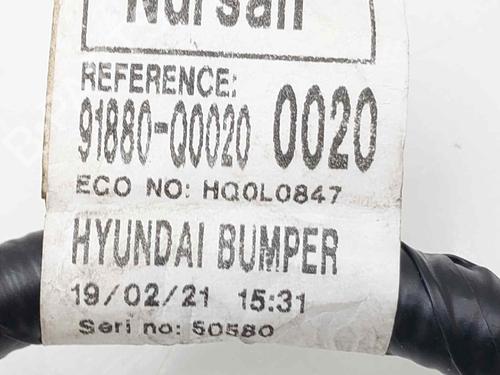 Nursan
REFERENCE:
91880-Q0020 0020
ECO NO: HQ0L0847
HYUNDAI BUMPER
19/02/21 15:31
Seri no: 50580